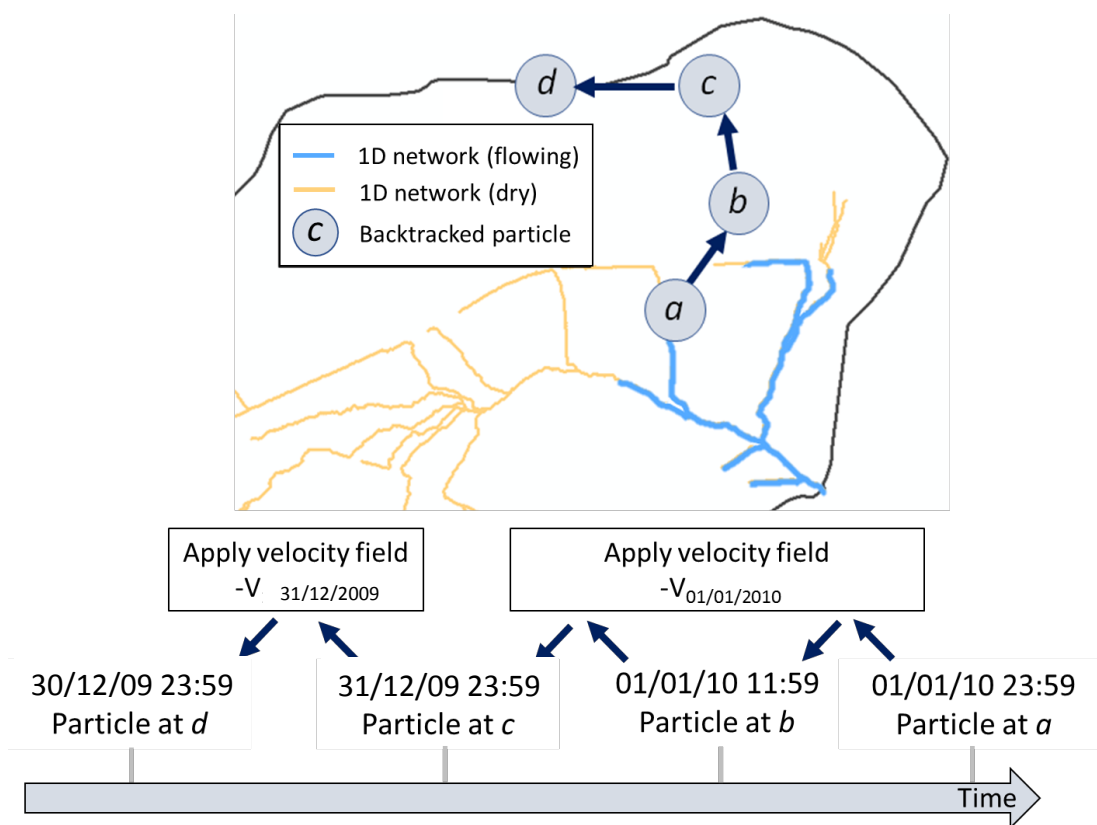 d
c
b
a
1D network (flowing)
1D network (dry)
c Backtracked particle
Apply velocity field
-V 31/12/2009
Apply velocity field
-V01/01/2010
30/12/09 23:59
Particle at d
31/12/09 23:59
Particle at c
01/01/10 11:59
Particle at b
01/01/10 23:59
Particle at a
Time